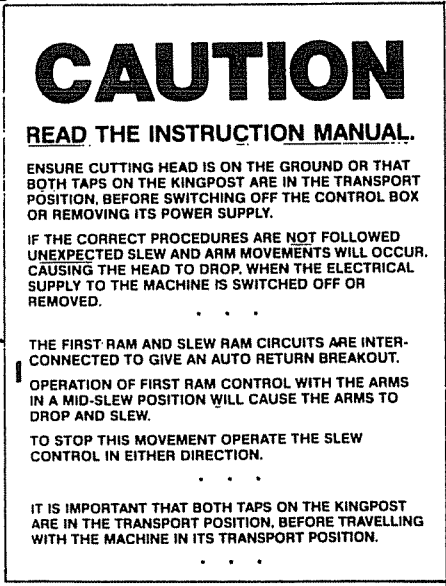 CAUTION
READ THE INSTRUCTION MANUAL.
ENSURE CUTTING HEAD IS ON THE GROUND OR THAT
BOTH TAPS ON THE KINGPOST ARE IN THE TRANSPORT
POSITION, BEFORE SWITCHING OFF THE CONTROL BOX
OR REMOVING ITS POWER SUPPLY.
IF THE CORRECT PROCEDURES ARE NOT FOLLOWED
UNEXPECTED SLEW AND ARM MOVEMENTS WILL OCCUR,
CAUSING THE HEAD TO DROP, WHEN THE ELECTRICAL
SUPPLY TO THE MACHINE IS SWITCHED OFF OR
REMOVED.
. . .
THE FIRST RAM AND SLEW RAM CIRCUITS ARE INTER-
CONNECTED TO GIVE AN AUTO RETURN BREAKOUT.
OPERATION OF FIRST RAM CONTROL WITH THE ARMS
IN A MID-SLEW POSITION WILL CAUSE THE ARMS TO
DROP AND SLEW.
TO STOP THIS MOVEMENT OPERATE THE SLEW
CONTROL IN EITHER DIRECTION.
. . .
IT IS IMPORTANT THAT BOTH TAPS ON THE KINGPOST
ARE IN THE TRANSPORT POSITION, BEFORE TRAVELLING
WITH THE MACHINE IN ITS TRANSPORT POSITION.
. . .